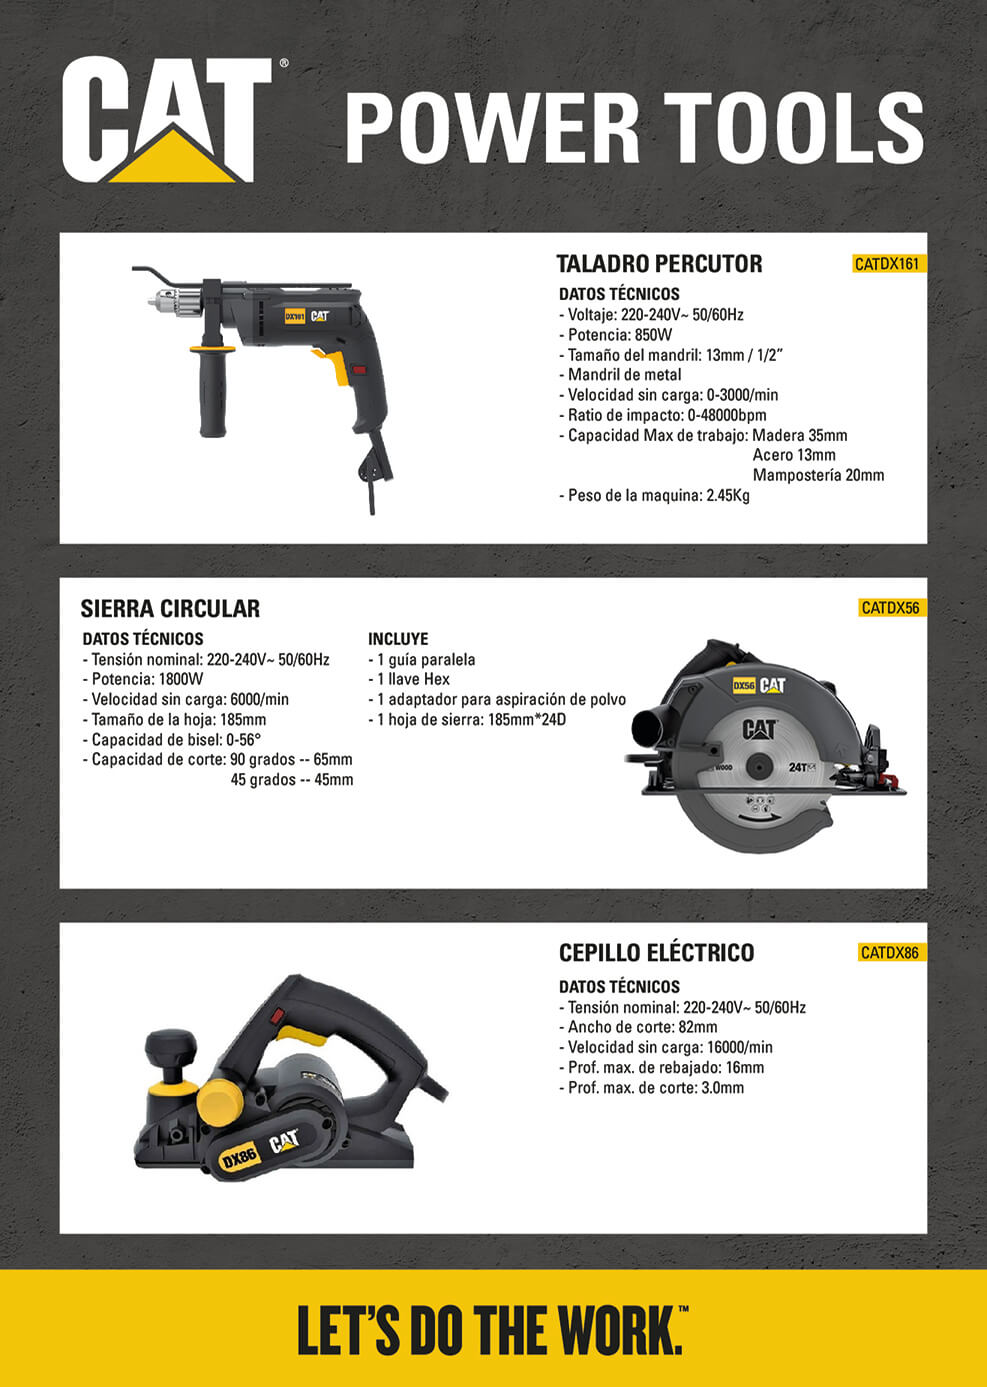 CAT®
POWER TOOLS
TALADRO PERCUTOR
CATDX161
DATOS TÉCNICOS
- Voltaje: 220-240V~ 50/60Hz
- Potencia: 850W
- Tamaño del mandril: 13mm / 1/2”
- Mandril de metal
- Velocidad sin carga: 0-3000/min
- Ratio de impacto: 0-48000bpm
- Capacidad Max de trabajo: Madera 35mm
Acero 13mm
Mampostería 20mm
- Peso de la maquina: 2.45Kg
DX161 CAT
SIERRA CIRCULAR
CATDX56
DATOS TÉCNICOS
- Tensión nominal: 220-240V~ 50/60Hz
- Potencia: 1800W
- Velocidad sin carga: 6000/min
- Tamaño de la hoja: 185mm
- Capacidad de bisel: 0-56°
- Capacidad de corte: 90 grados -- 65mm
45 grados -- 45mm
INCLUYE
- 1 guía paralela
- 1 llave Hex
- 1 adaptador para aspiración de polvo
- 1 hoja de sierra: 185mm*24D
DX56 CAT
CAT
WOOD
24T
CEPILLO ELÉCTRICO
CATDX86
DATOS TÉCNICOS
- Tensión nominal: 220-240V~ 50/60Hz
- Ancho de corte: 82mm
- Velocidad sin carga: 16000/min
- Prof. max. de rebajado: 16mm
- Prof. max. de corte: 3.0mm
DX86 CAT
LET'S DO THE WORK.™